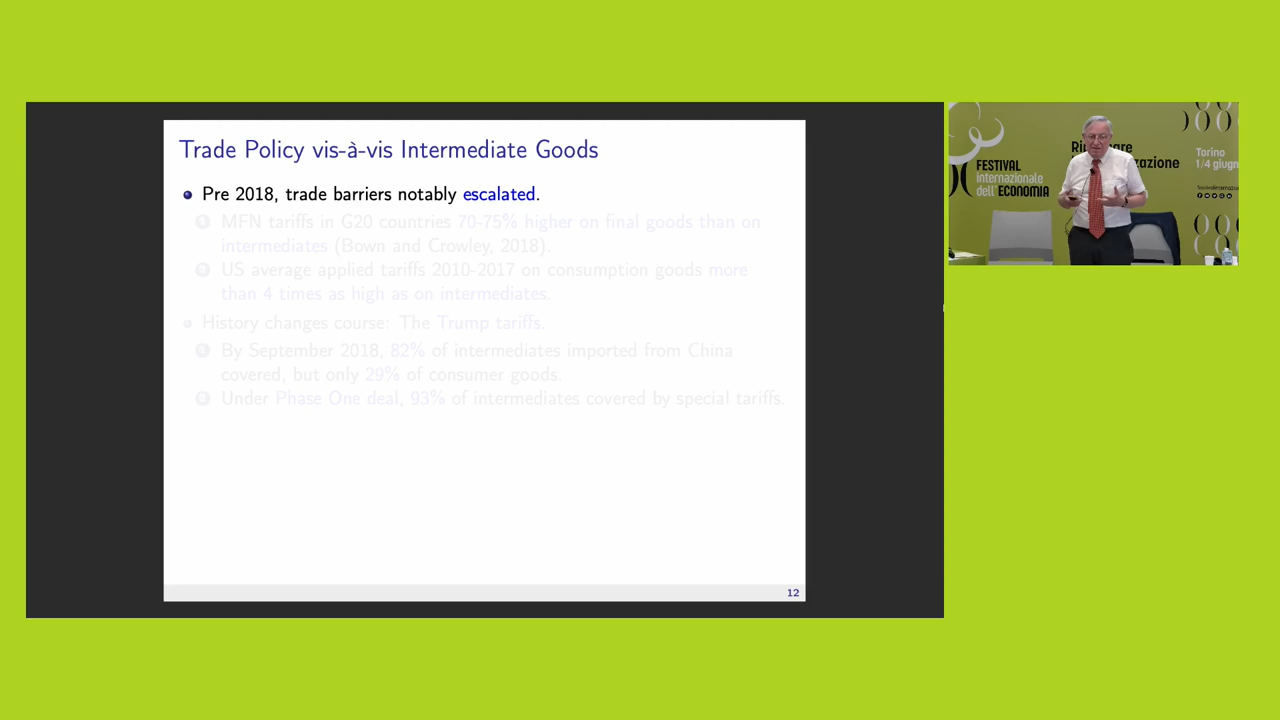 Trade Policy vis-à-vis Intermediate Goods
Pre 2018, trade barriers notably escalated.
1 MFN tariffs in G20 countries 70-75% higher on final goods than on
intermediates (Bown and Crowley, 2018).
2 US average applied tariffs 2010-2017 on consumption goods more
than 4 times as high as on intermediates.
History changes course: The Trump tariffs.
1 By September 2018, 82% of intermediates imported from China
covered, but only 29% of consumer goods.
2 Under Phase One deal, 93% of intermediates covered by special tariffs.
12
FESTIVAL
internazionale
dell'ECONOMIA
Torino
1/4 giugn